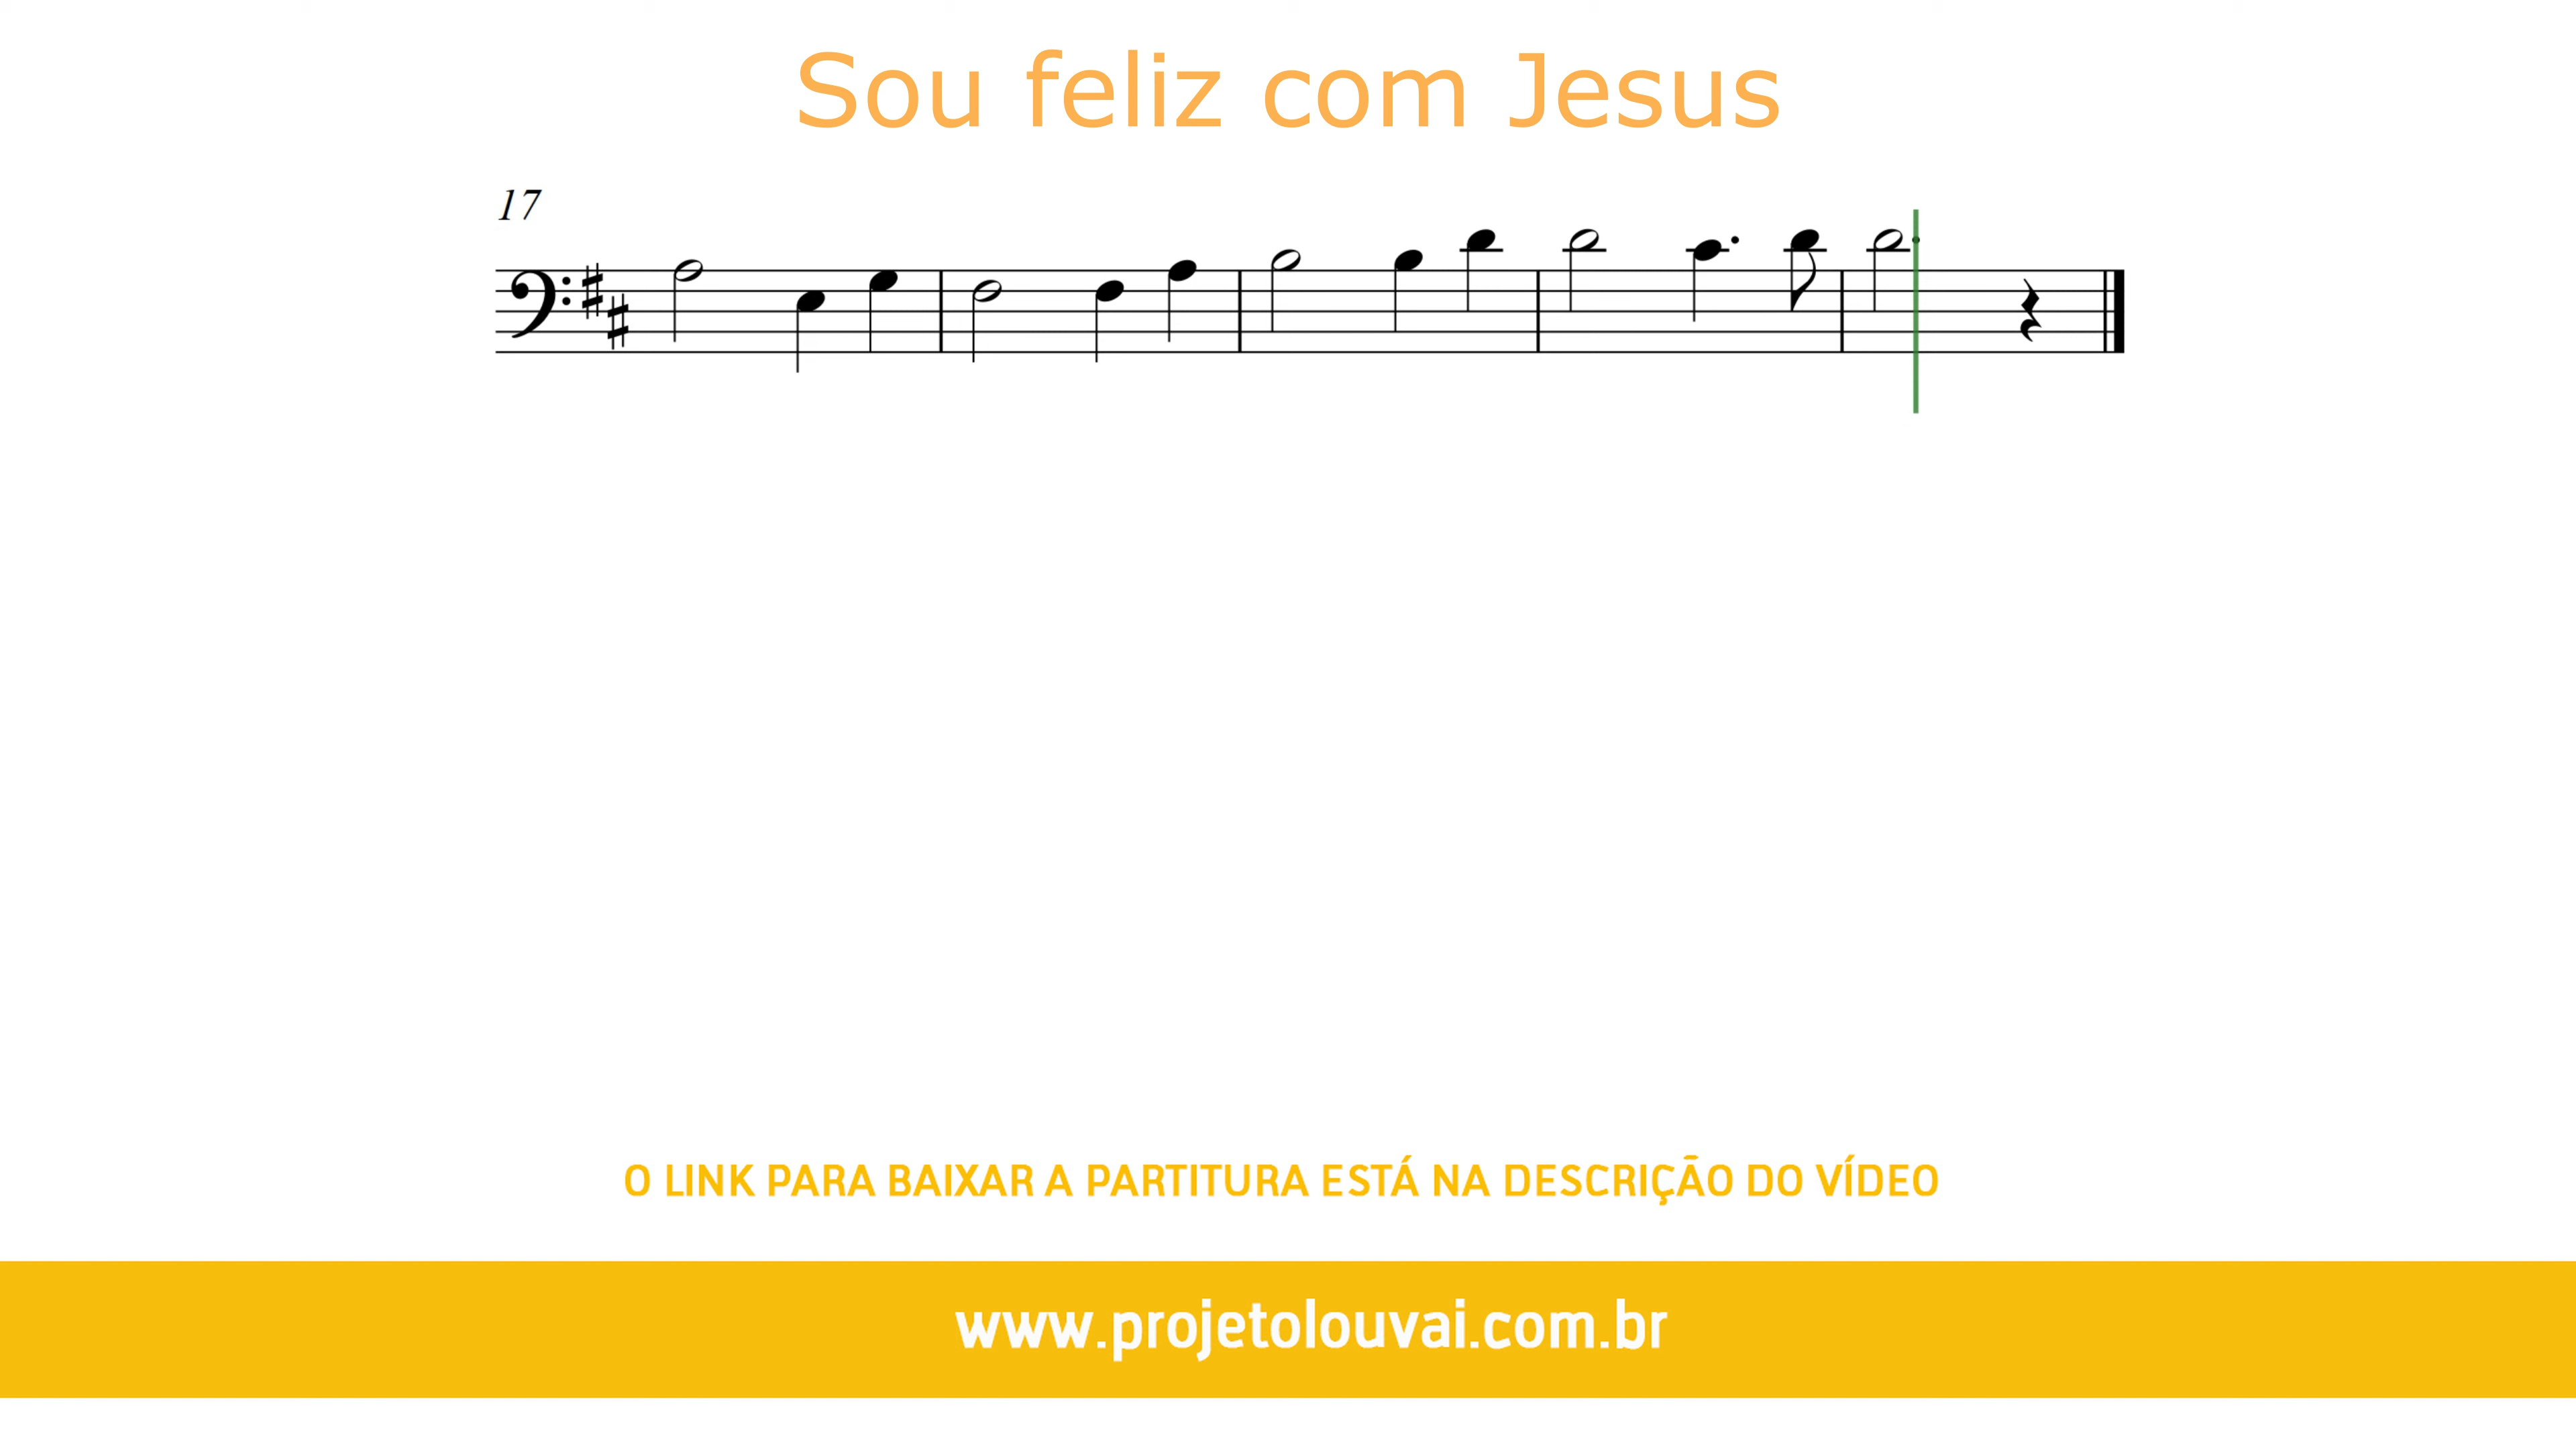 Sou feliz com Jesus
17
O LINK PARA BAIXAR A PARTITURA ESTÁ NA DESCRIÇÃO DO VÍDEO
www.projetolouvai.com.br